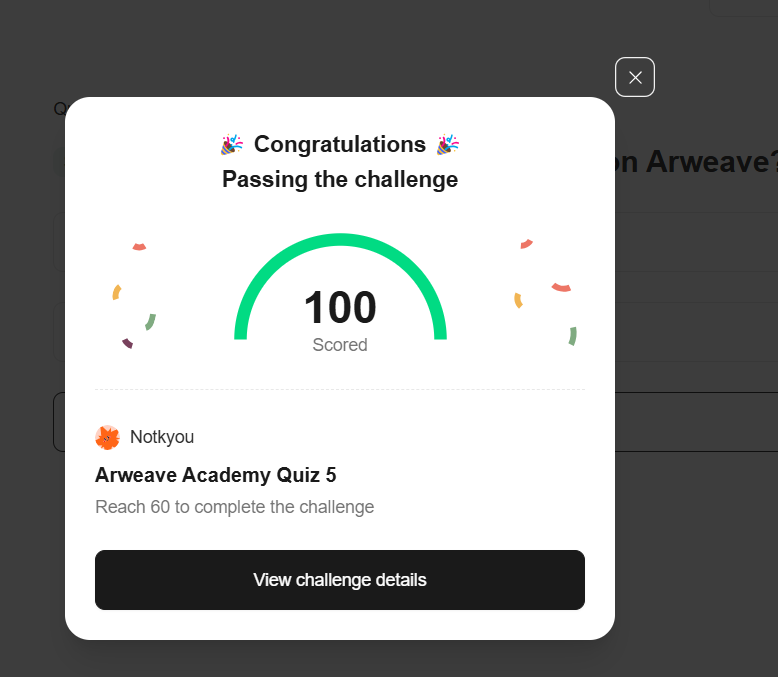 Congratulations
Passing the challenge
on Arweave?
100
Scored
Notkyou
Arweave Academy Quiz 5
Reach 60 to complete the challenge
View challenge details